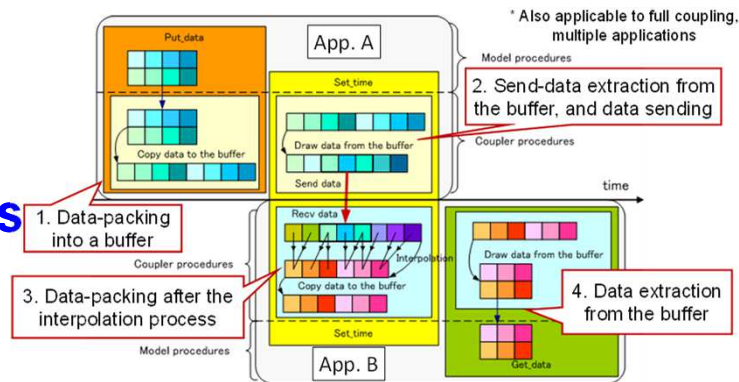 * Also applicable to full coupling,
multiple applications
Put_data
App. A
Model procedures
Set_time
2. Send-data extraction from
the buffer, and data sending
Coupler procedures
Copy data to the buffer
Draw data from the buffer
Send data
time
s
1. Data-packing
into a buffer
Recv data
Interpolation
Draw data from the buffer
Coupler procedures
3. Data-packing after the
interpolation process
Copy data to the buffer
4. Data extraction
from the buffer
Set_time
Model procedures
App. B
Get_data